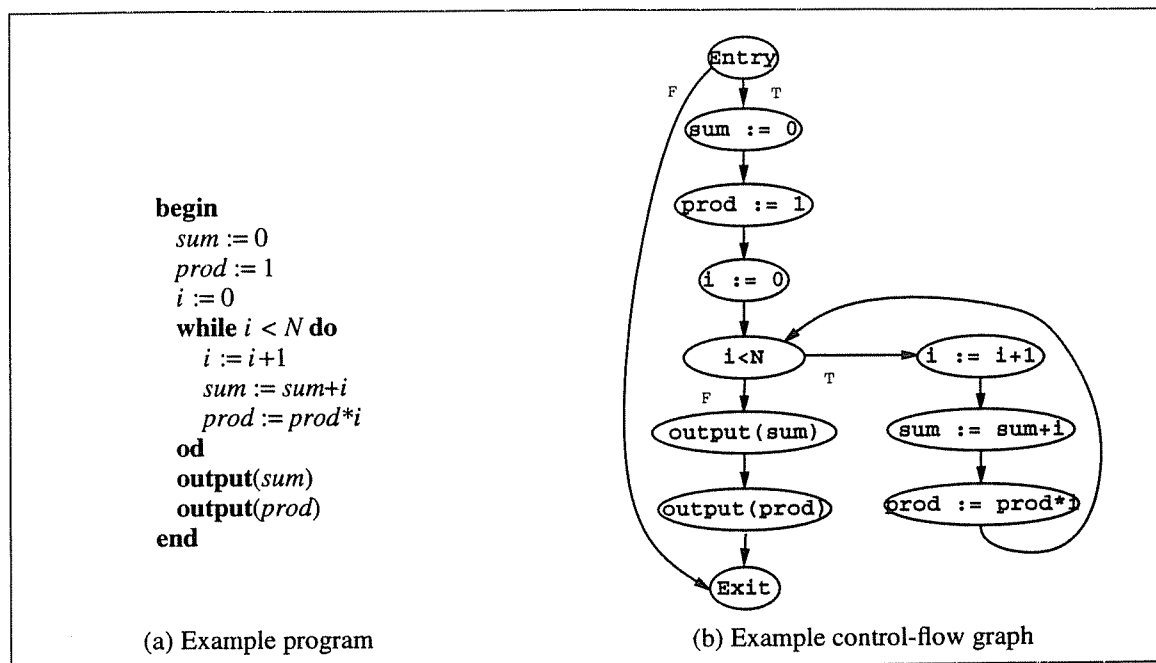 begin
sum := 0
prod := 1
i := 0
while i < N do
i := i+1
sum := sum+i
prod := prod*i
od
output(sum)
output(prod)
end
(a) Example program
Entry
F
T
sum := 0
prod := 1
i := 0
i<N
T
i := i+1
F
output(sum)
sum := sum+i
output(prod)
prod := prod*i
Exit
(b) Example control-flow graph